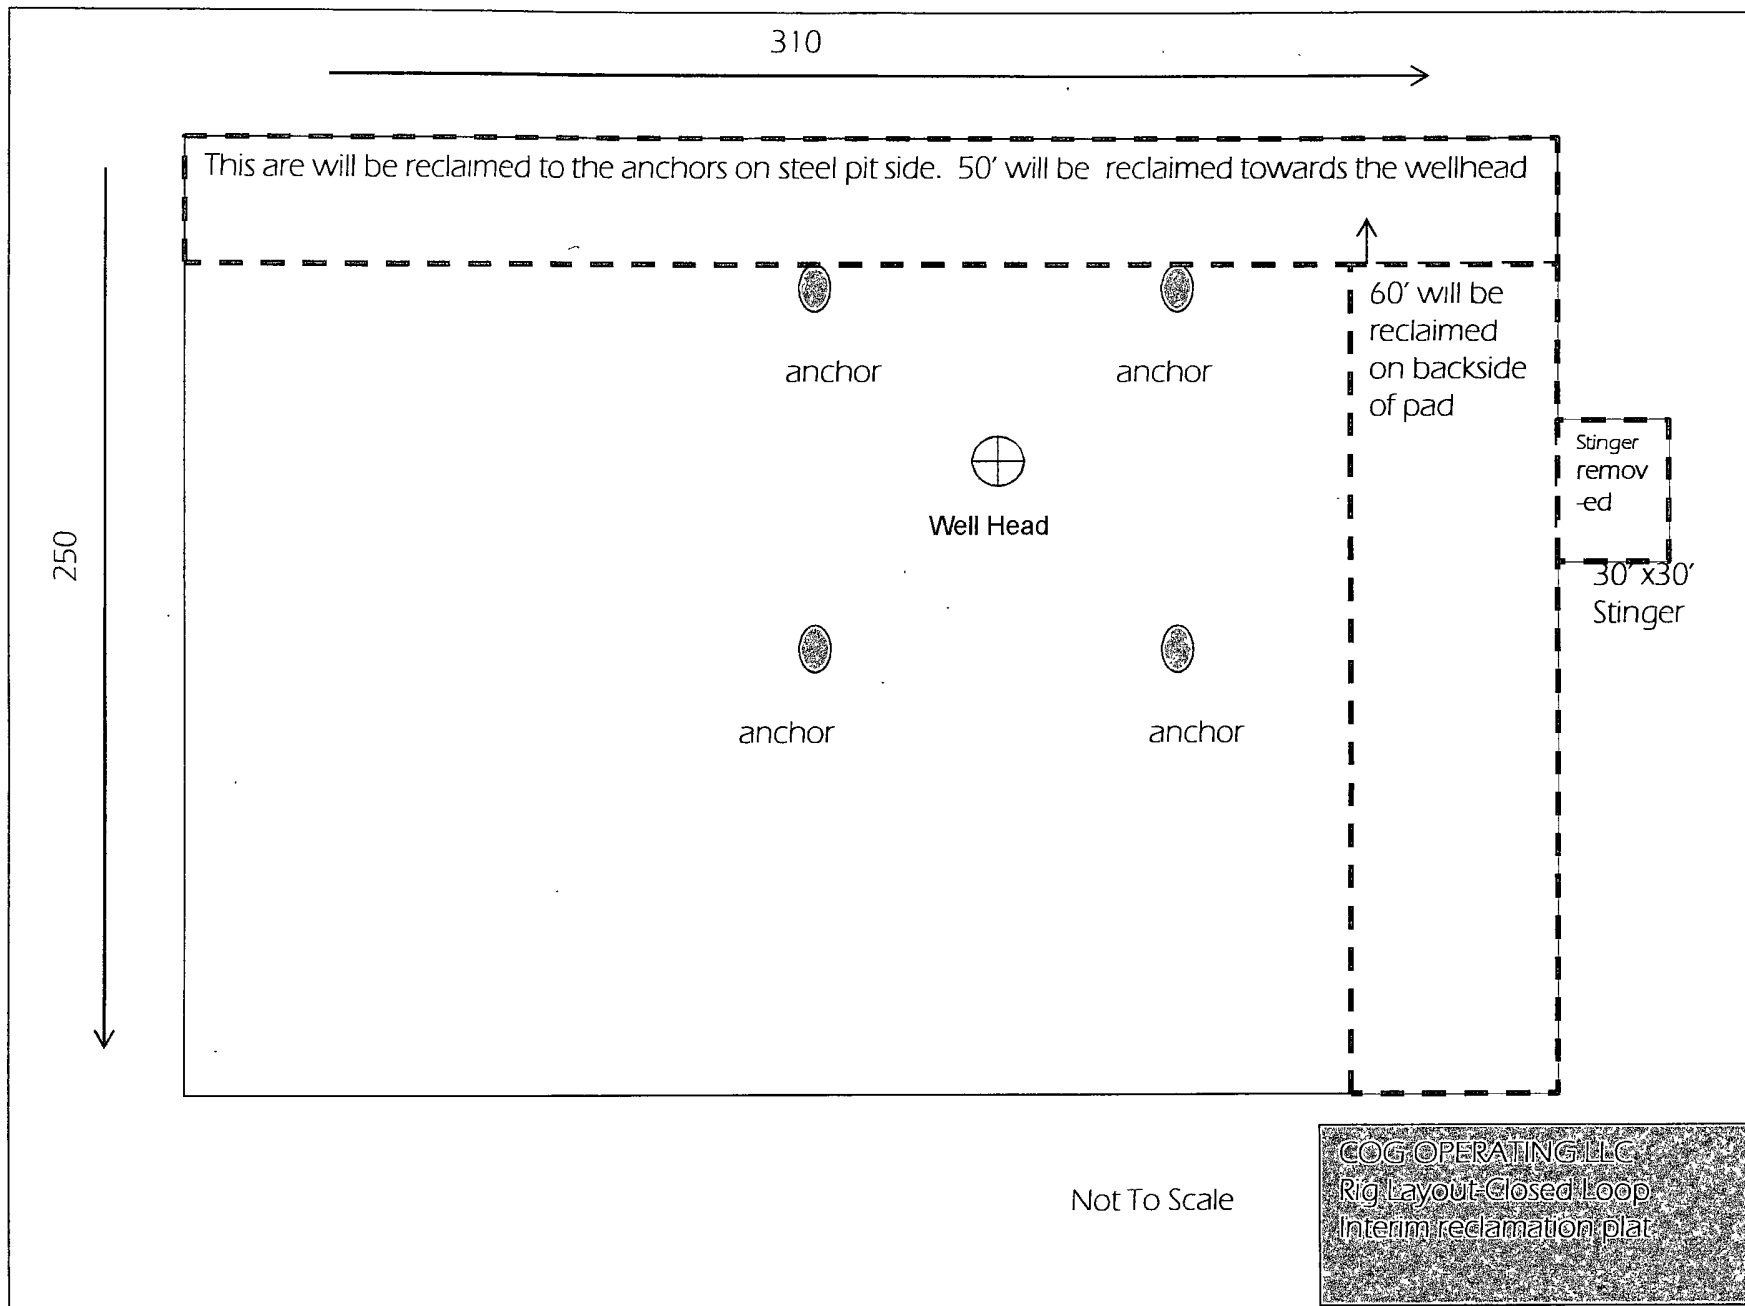 310
This are will be reclaimed to the anchors on steel pit side. 50' will be reclaimed towards the wellhead
250
60' will be
reclaimed
on backside
of pad
anchor
anchor
Stinger
remov
-ed
Well Head
30' x30'
Stinger
anchor
anchor
Not To Scale
COG OPERATING LLC
Rig Layout-Closed Loop
Interim reclamation plat